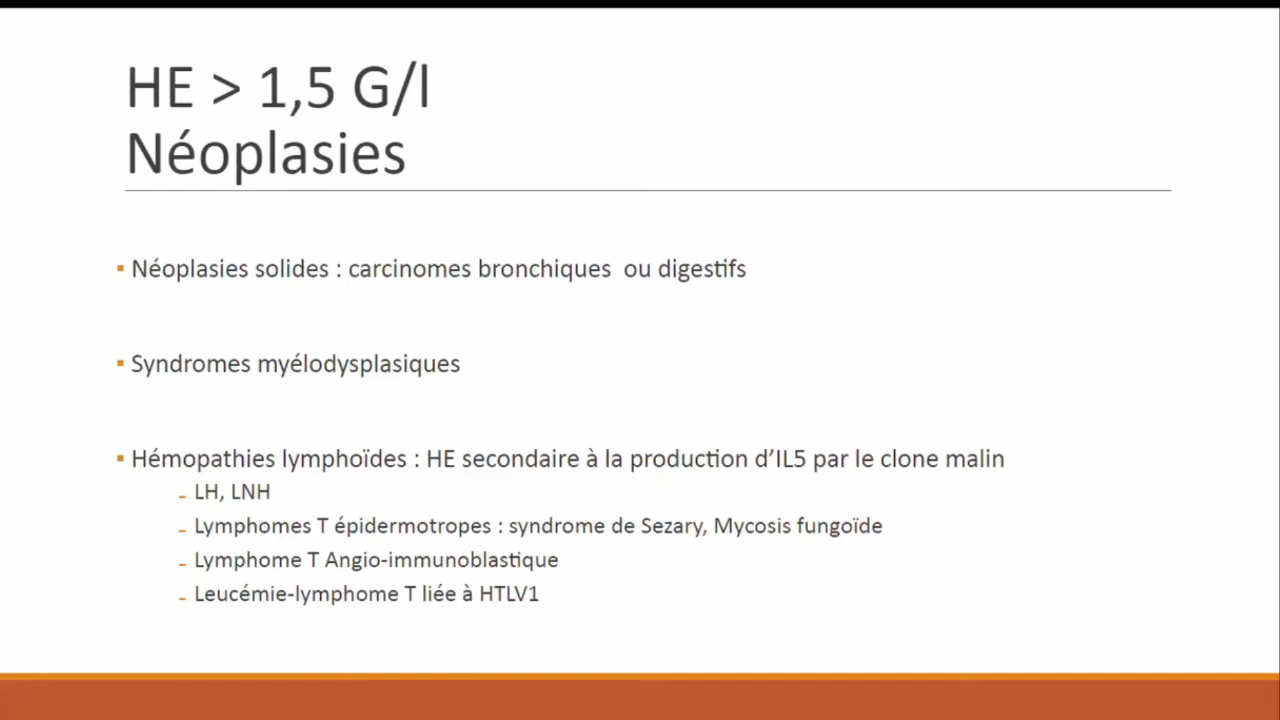 HE > 1,5 G/l
Néoplasies
▪ Néoplasies solides : carcinomes bronchiques ou digestifs
▪ Syndromes myélodysplasiques
▪ Hémopathies lymphoïdes : HE secondaire à la production d’IL5 par le clone malin
– LH, LNH
– Lymphomes T épidermotropes : syndrome de Sezary, Mycosis fungoïde
– Lymphome T Angio-immunoblastique
– Leucémie-lymphome T liée à HTLV1